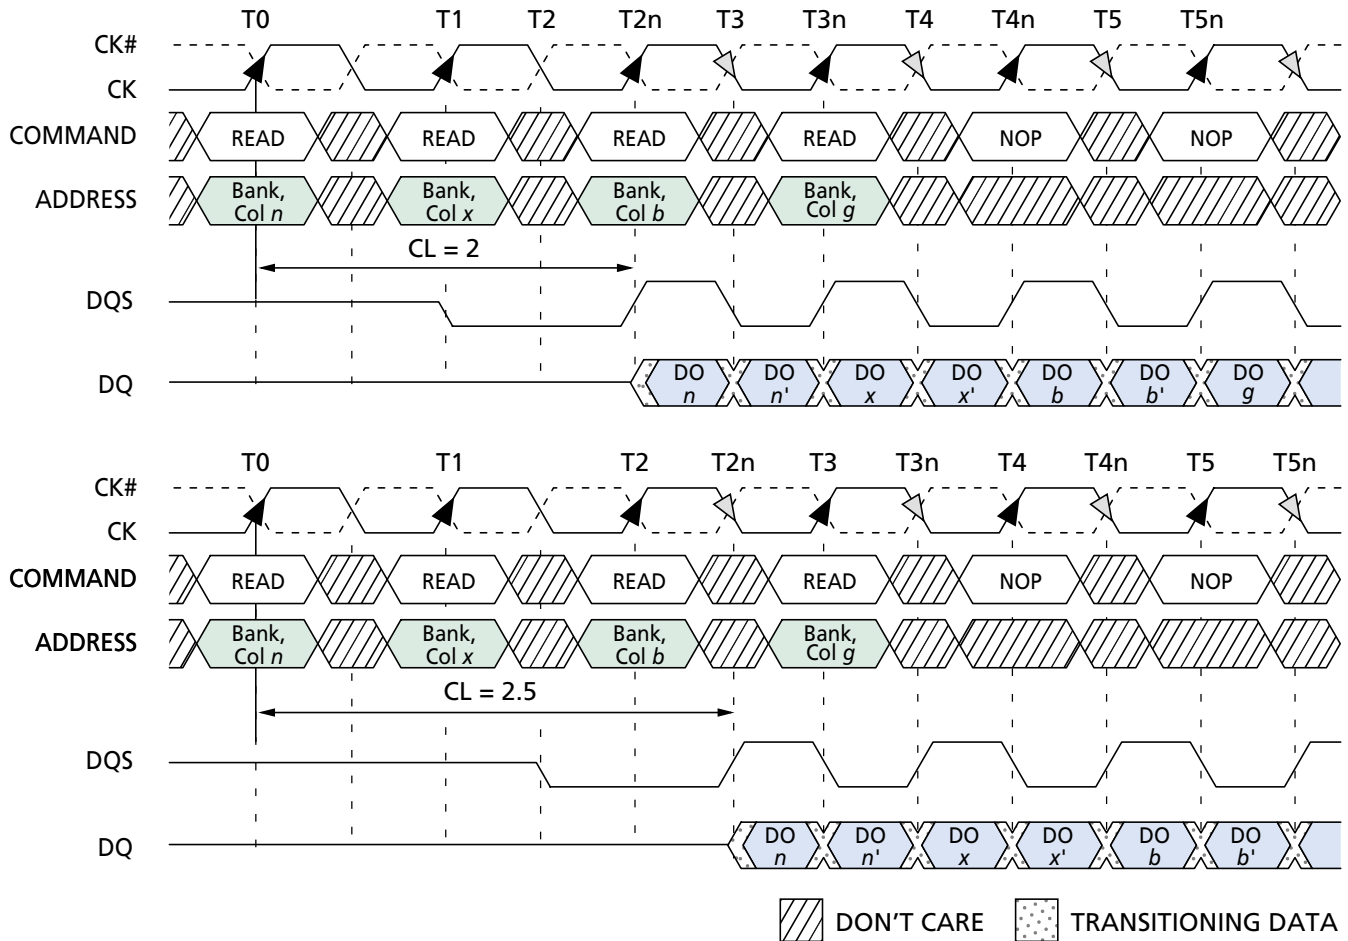 T0 T1 T2 T2n T3 T3n T4 T4n T5 T5n
CK#
CK
COMMAND READ READ READ READ NOP NOP
ADDRESS Bank, Col n Bank, Col x Bank, Col b Bank, Col g
CL = 2
DQS
DQ DO n DO n' DO x DO x' DO b DO b' DO g
T0 T1 T2 T2n T3 T3n T4 T4n T5 T5n
CK#
CK
COMMAND READ READ READ READ NOP NOP
ADDRESS Bank, Col n Bank, Col x Bank, Col b Bank, Col g
CL = 2.5
DQS
DQ DO n DO n' DO x DO x' DO b DO b'
DON'T CARE TRANSITIONING DATA